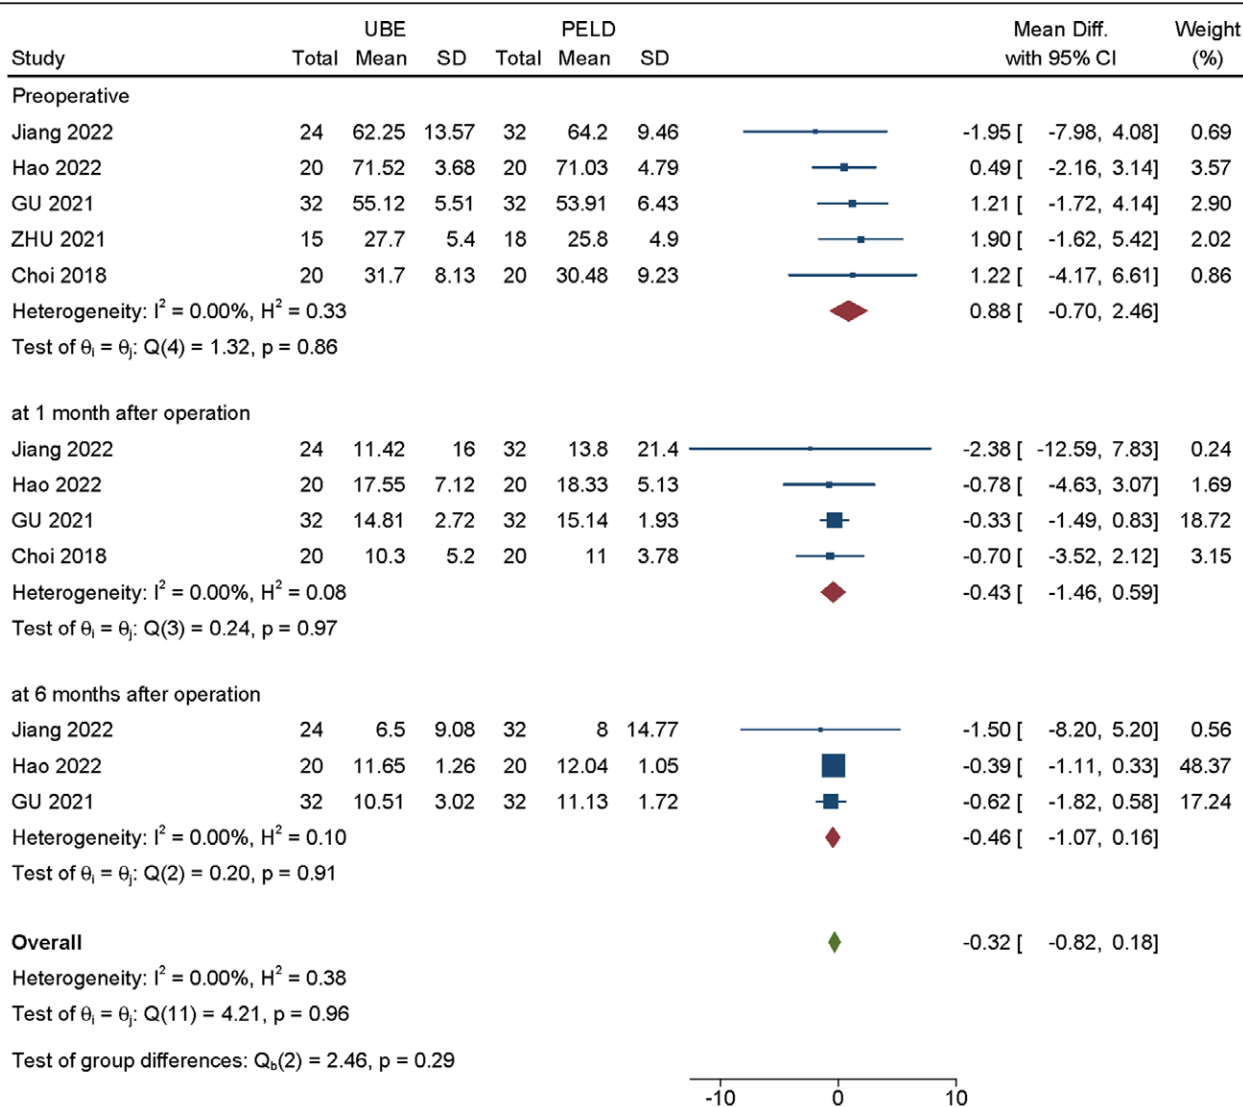 UBE PELD Mean Diff. Weight
Study Total Mean SD Total Mean SD with 95% CI (%)
Preoperative
Jiang 2022 24 62.25 13.57 32 64.2 9.46 -1.95 [ -7.98, 4.08] 0.69
Hao 2022 20 71.52 3.68 20 71.03 4.79 0.49 [ -2.16, 3.14] 3.57
GU 2021 32 55.12 5.51 32 53.91 6.43 1.21 [ -1.72, 4.14] 2.90
ZHU 2021 15 27.7 5.4 18 25.8 4.9 1.90 [ -1.62, 5.42] 2.02
Choi 2018 20 31.7 8.13 20 30.48 9.23 1.22 [ -4.17, 6.61] 0.86
Heterogeneity: I² = 0.00%, H² = 0.33 0.88 [ -0.70, 2.46]
Test of θᵢ = θⱼ: Q(4) = 1.32, p = 0.86
at 1 month after operation
Jiang 2022 24 11.42 16 32 13.8 21.4 -2.38 [ -12.59, 7.83] 0.24
Hao 2022 20 17.55 7.12 20 18.33 5.13 -0.78 [ -4.63, 3.07] 1.69
GU 2021 32 14.81 2.72 32 15.14 1.93 -0.33 [ -1.49, 0.83] 18.72
Choi 2018 20 10.3 5.2 20 11 3.78 -0.70 [ -3.52, 2.12] 3.15
Heterogeneity: I² = 0.00%, H² = 0.08 -0.43 [ -1.46, 0.59]
Test of θᵢ = θⱼ: Q(3) = 0.24, p = 0.97
at 6 months after operation
Jiang 2022 24 6.5 9.08 32 8 14.77 -1.50 [ -8.20, 5.20] 0.56
Hao 2022 20 11.65 1.26 20 12.04 1.05 -0.39 [ -1.11, 0.33] 48.37
GU 2021 32 10.51 3.02 32 11.13 1.72 -0.62 [ -1.82, 0.58] 17.24
Heterogeneity: I² = 0.00%, H² = 0.10 -0.46 [ -1.07, 0.16]
Test of θᵢ = θⱼ: Q(2) = 0.20, p = 0.91
Overall -0.32 [ -0.82, 0.18]
Heterogeneity: I² = 0.00%, H² = 0.38
Test of θᵢ = θⱼ: Q(11) = 4.21, p = 0.96
Test of group differences: Q_b(2) = 2.46, p = 0.29
-10 0 10